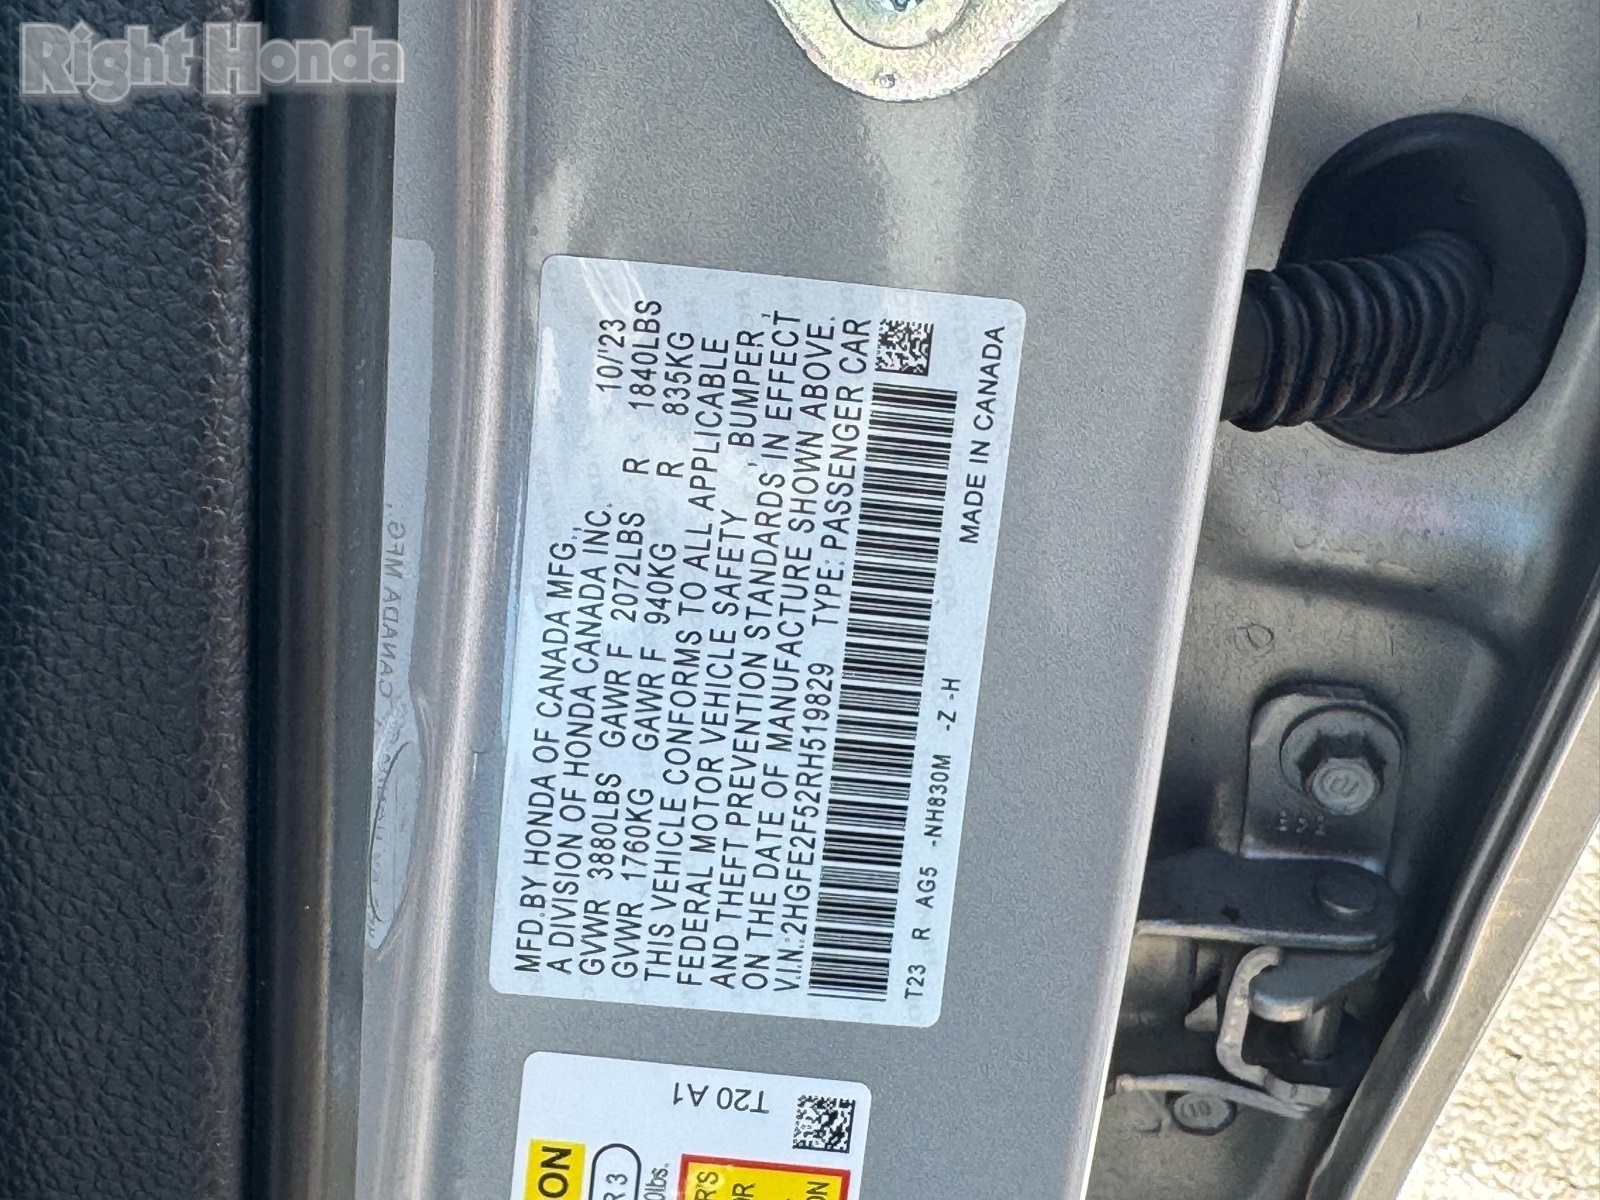 Right Honda
MFD.BY HONDA OF CANADA MFG., 10/'23
A DIVISION OF HONDA CANADA INC.
GVWR 3880LBS GAWR F 2072LBS R 1840LBS
GVWR 1760KG GAWR F 940KG R 835KG
THIS VEHICLE CONFORMS TO ALL APPLICABLE
FEDERAL MOTOR VEHICLE SAFETY, BUMPER,
AND THEFT PREVENTION STANDARDS IN EFFECT
ON THE DATE OF MANUFACTURE SHOWN ABOVE.
V.I.N.:2HGFE2F52RH519829 TYPE:PASSENGER CAR
T23 R AG5 -NH830M -Z -H MADE IN CANADA
CANADA MFG.
T20 A1